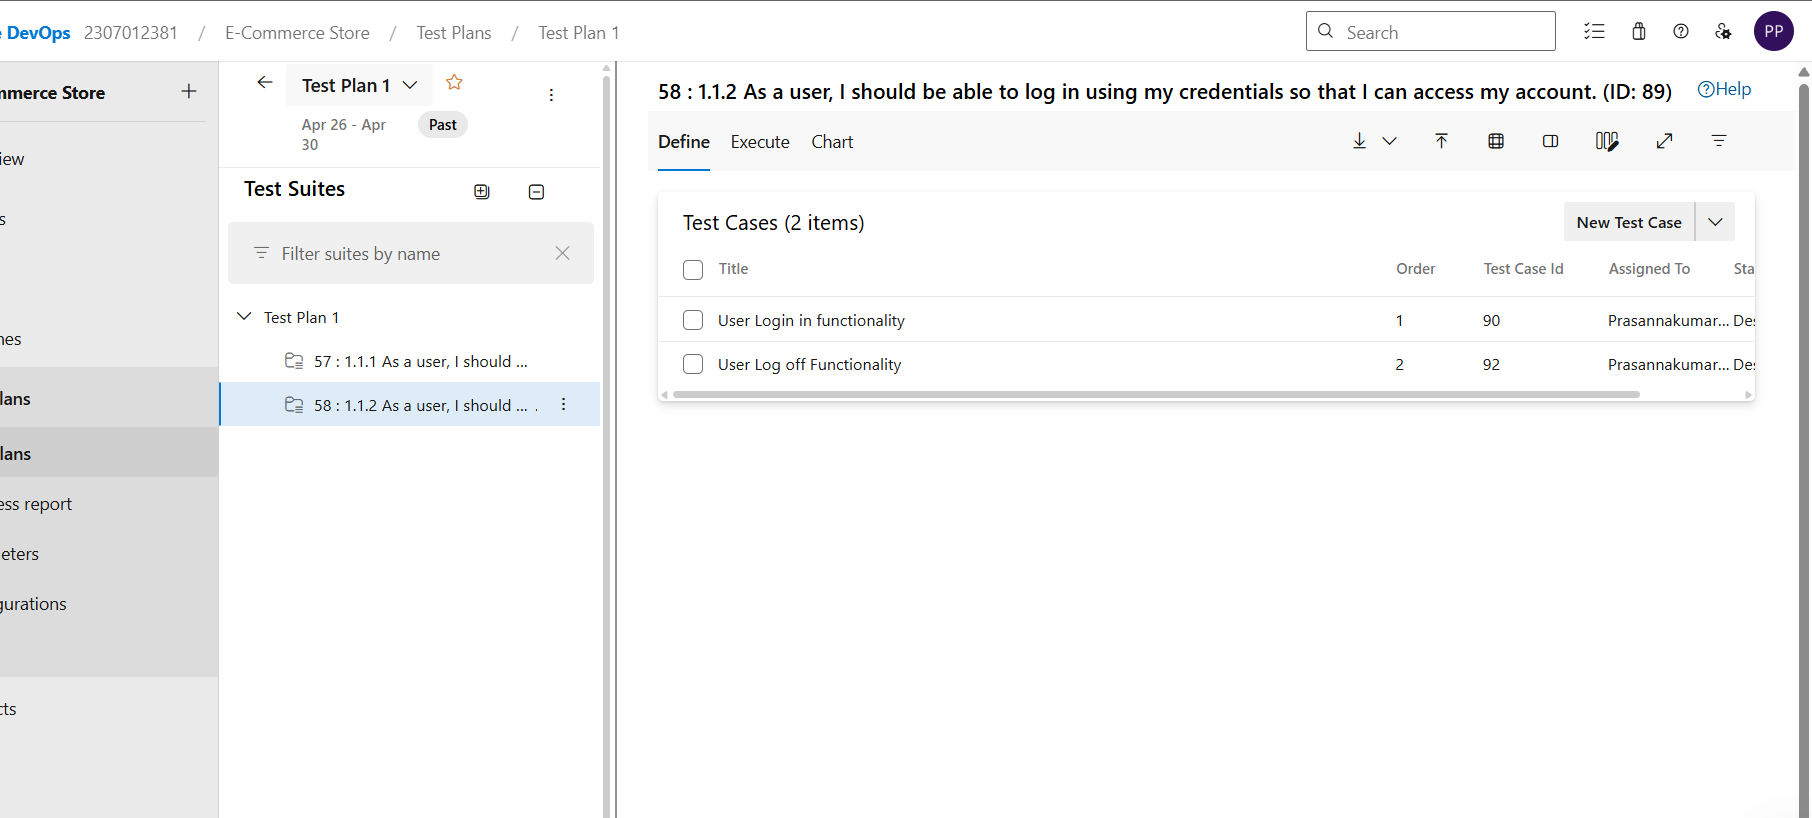 DevOps 2307012381 / E-Commerce Store / Test Plans / Test Plan 1
Search
PP
mmerce Store
Test Plan 1
58 : 1.1.2 As a user, I should be able to log in using my credentials so that I can access my account. (ID: 89)
Help
Apr 26 - Apr 30
Past
Define Execute Chart
iew
Test Suites
s
Test Cases (2 items)
New Test Case
Filter suites by name
Title Order Test Case Id Assigned To Sta
Test Plan 1
User Login in functionality 1 90 Prasannakumar... Des
nes
57 : 1.1.1 As a user, I should ...
User Log off Functionality 2 92 Prasannakumar... Des
lans
58 : 1.1.2 As a user, I should ... .
lans
ess report
eters
gurations
cts